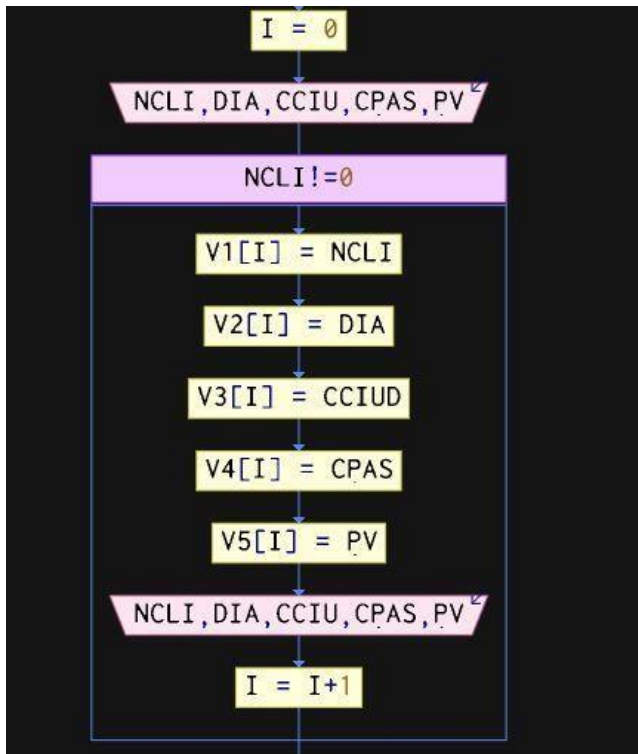 I = 0
NCLI,DIA,CCIU,CPAS,PV
NCLI!=0
V1[I] = NCLI
V2[I] = DIA
V3[I] = CCIUD
V4[I] = CPAS
V5[I] = PV
NCLI,DIA,CCIU,CPAS,PV
I = I+1